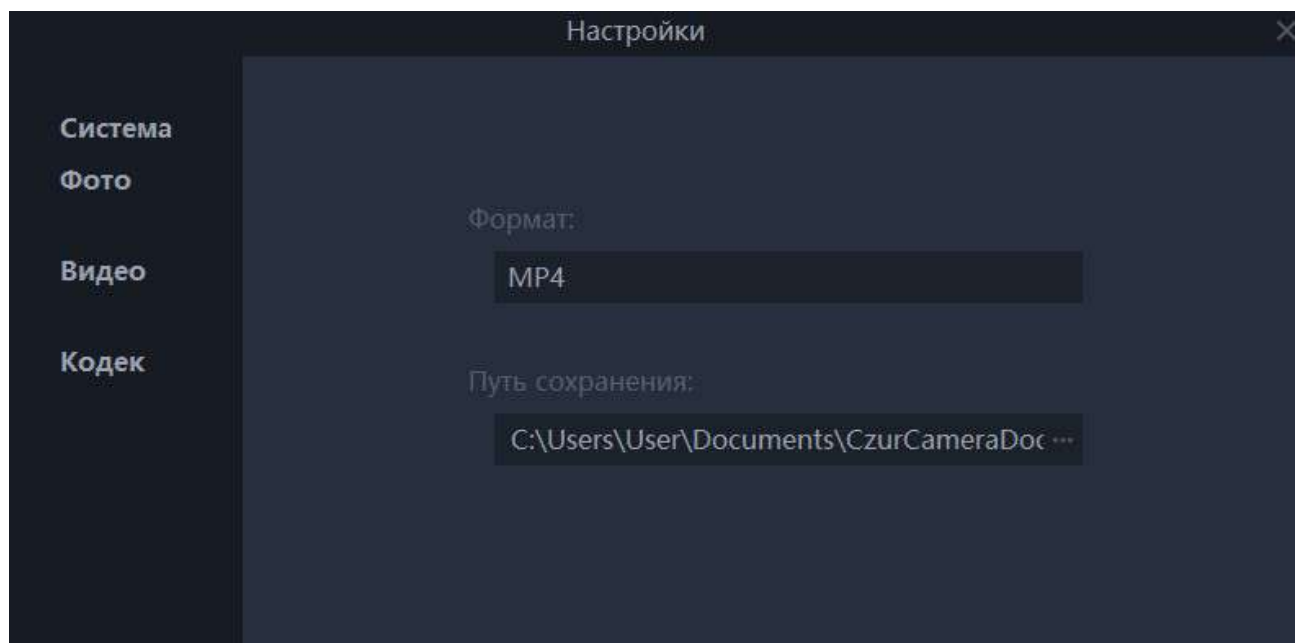 Настройки
Система
Фото
Видео
Кодек
Формат:
MP4
Путь сохранения:
C:\Users\User\Documents\CzurCameraDoc ...